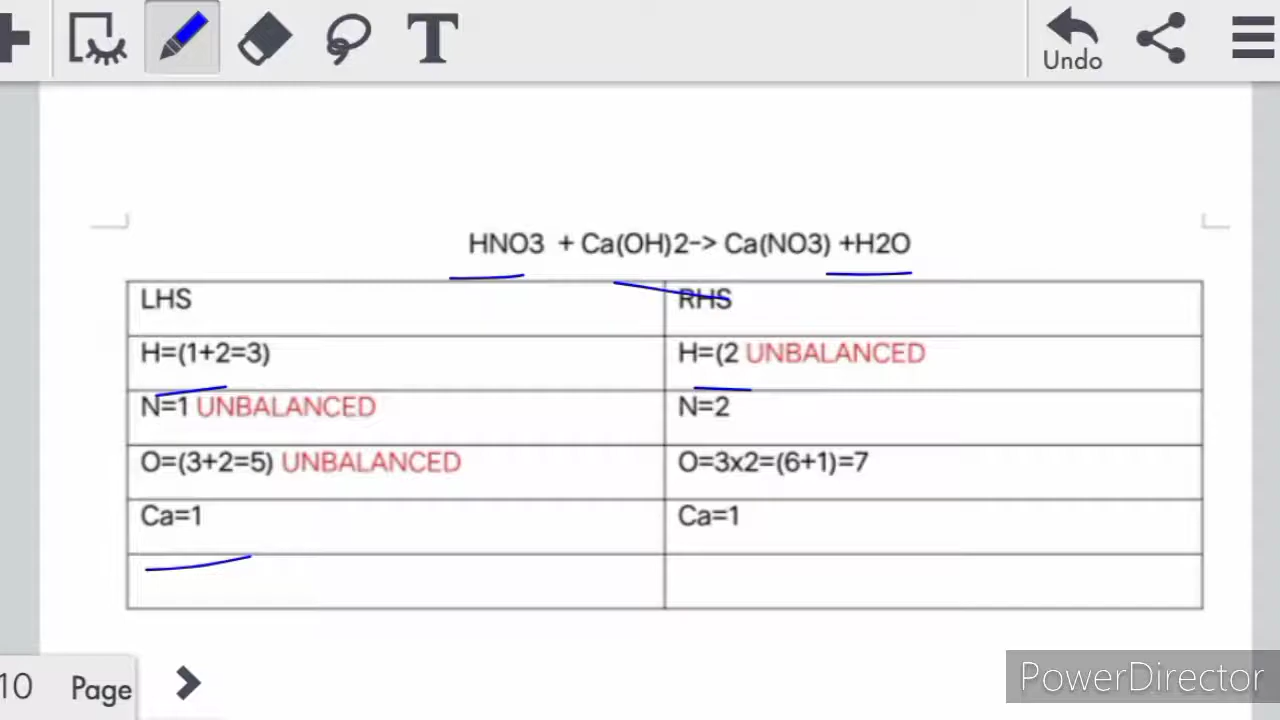 T
Undo
HNO3 + Ca(OH)2-> Ca(NO3) +H2O
LHS
RHS
H=(1+2=3)
H=(2 UNBALANCED
N=1 UNBALANCED
N=2
O=(3+2=5) UNBALANCED
O=3x2=(6+1)=7
Ca=1
Ca=1
10 Page
PowerDirector